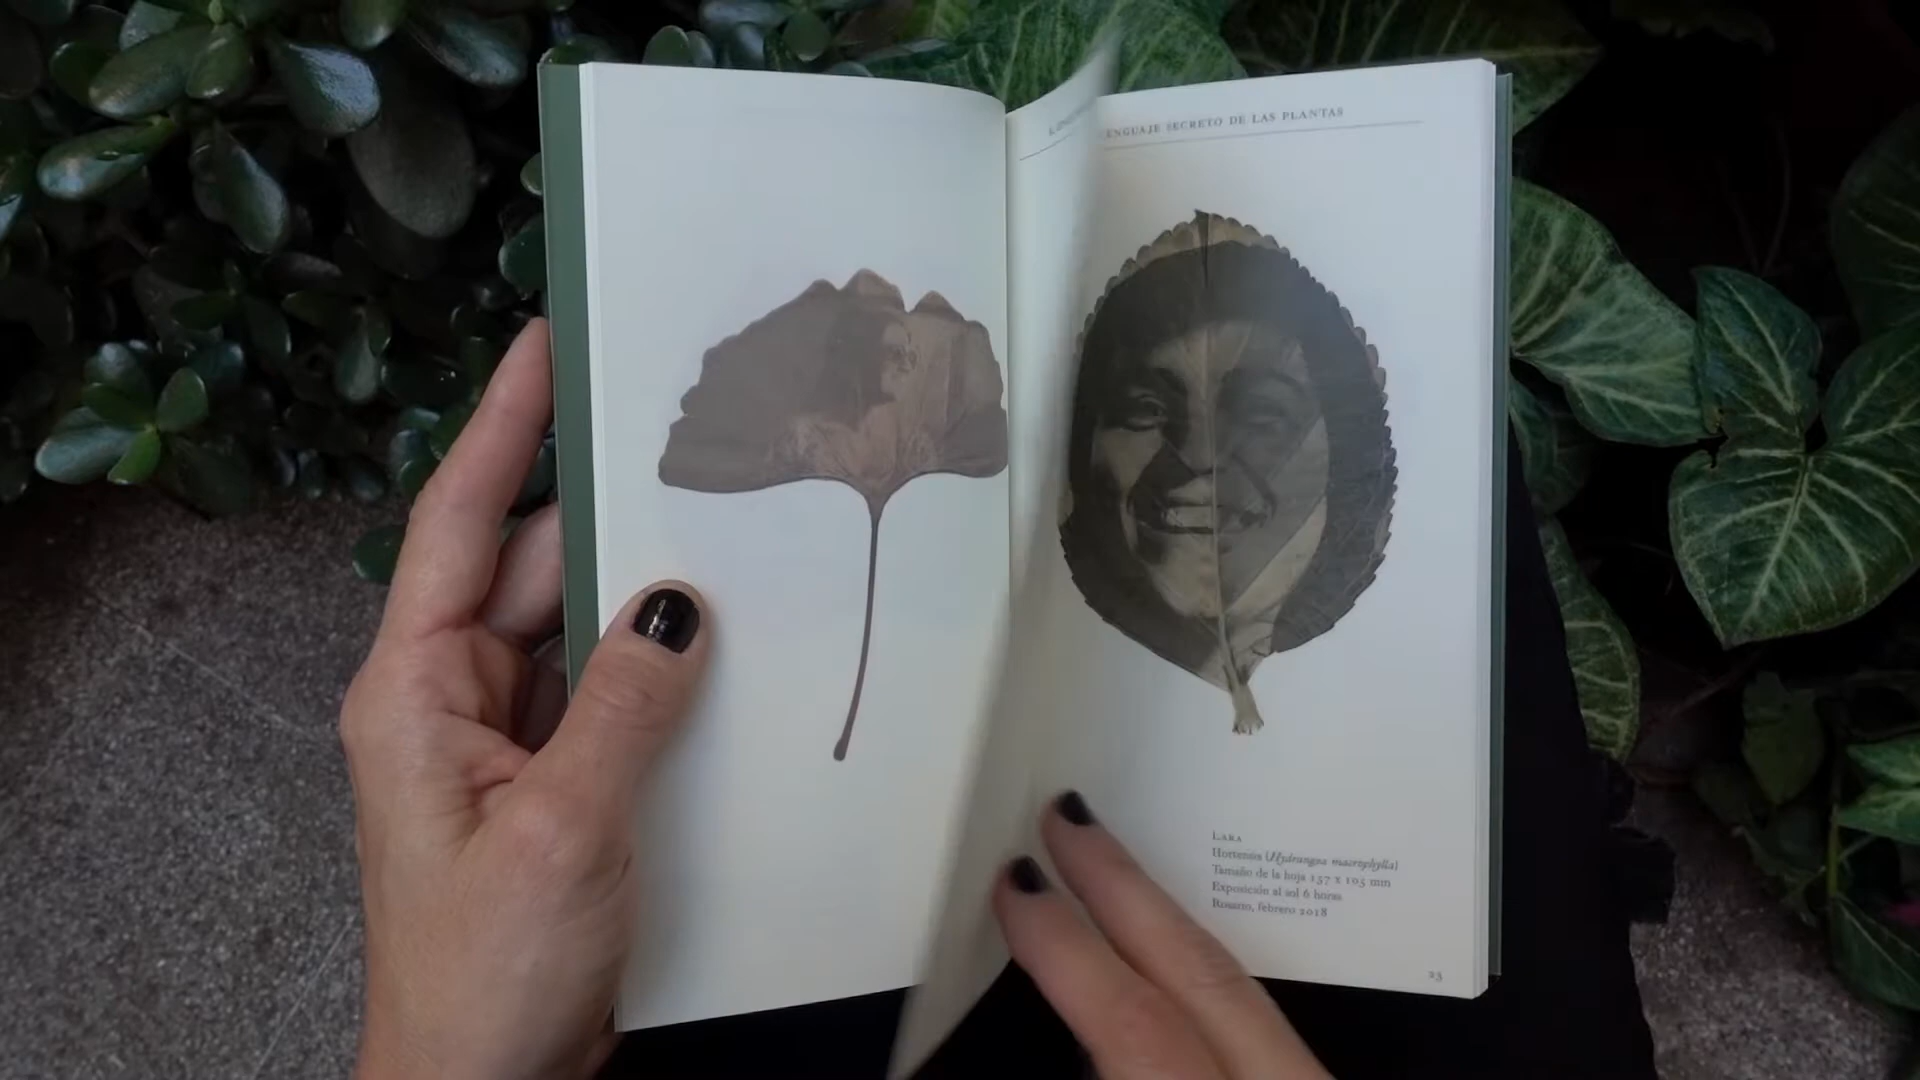 ENGUAJE SECRETO DE LAS PLANTAS
LARA
Hortensia (Hydrangea macrophylla)
Tamaño de la hoja 157 x 105 mm
Exposición al sol 6 horas
Rosario, febrero 2018
23